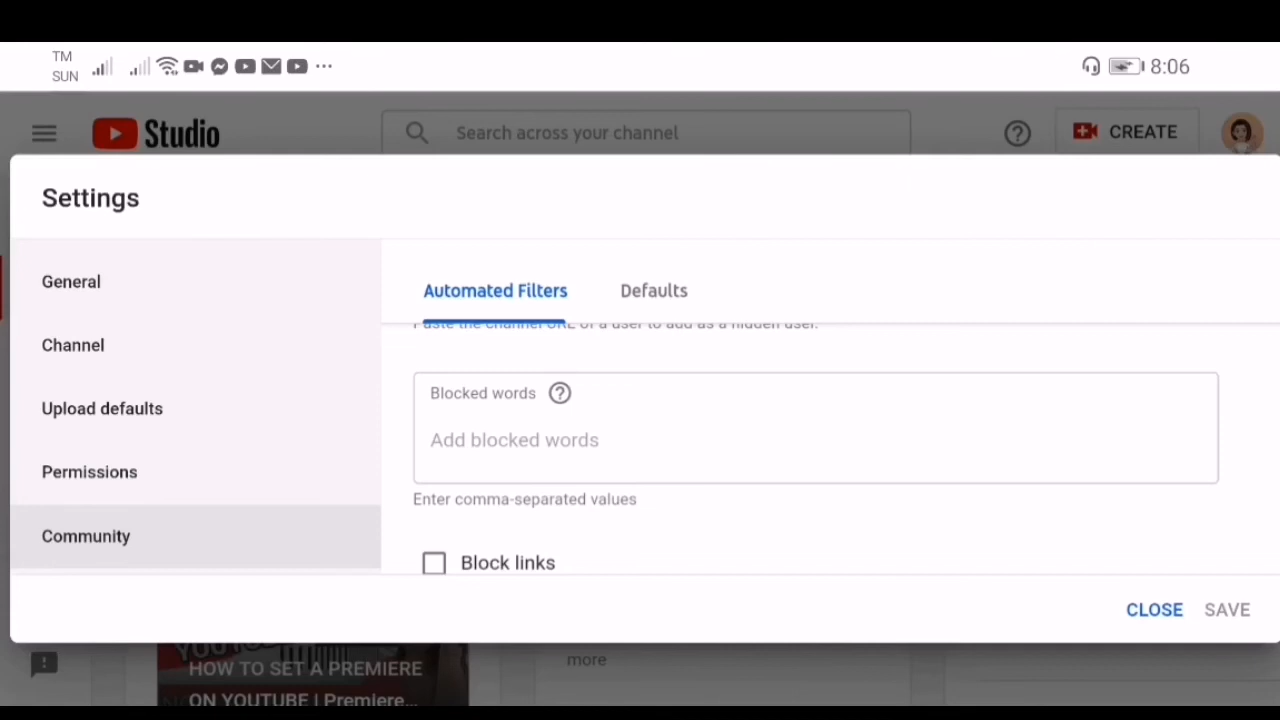 TM
SUN
8:06
Studio
Search across your channel
CREATE
Settings
General
Channel
Upload defaults
Permissions
Community
Automated Filters
Defaults
Paste the channel URL of a user to add as a hidden user.
Blocked words
Add blocked words
Enter comma-separated values
Block links
CLOSE
SAVE
HOW TO SET A PREMIERE
ON YOUTUBE | Premiere...
more